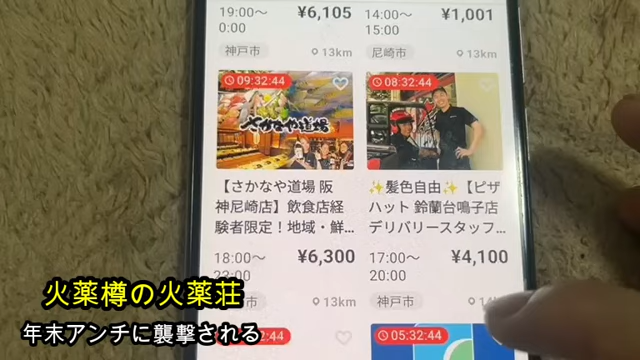 19:00〜
0:00
¥6,105
14:00〜
15:00
¥1,001
神戸市
13km
尼崎市
13km
09:32:44
08:32:44
さかなや道場
【さかなや道場 阪
神尼崎店】飲食店経
験者限定!地域・鮮…
✨髪色自由✨【ピザ
ハット 鈴蘭台鳴子店
デリバリースタッフ…
18:00〜
23:00
¥6,300
17:00〜
20:00
¥4,100
13km
神戸市
05:32:44
火薬樽の火薬荘
年末アンチに襲撃される